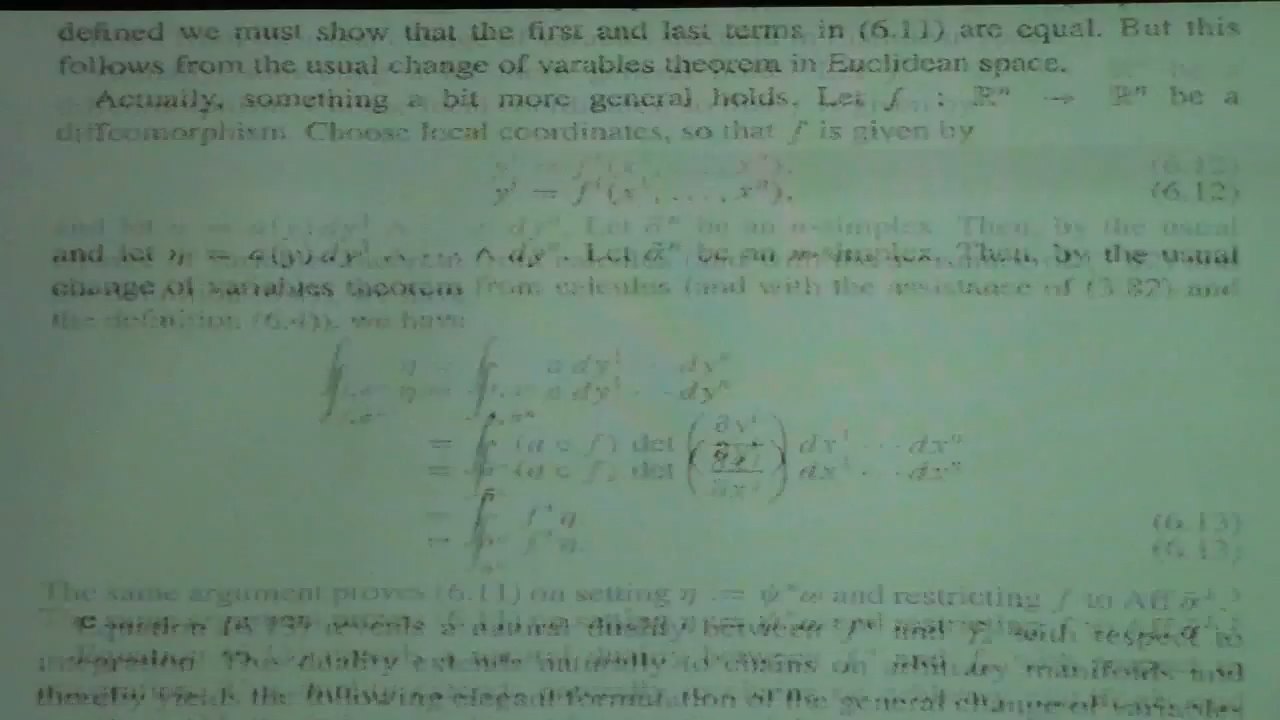 defined we must show that the first and last terms in (6.11) are equal. But this
follows from the usual change of varables theorem in Euclidean space.
Actually, something a bit more general holds. Let f : ℝⁿ → ℝⁿ be a
diffeomorphism. Choose local coordinates, so that f is given by
yⁱ = fⁱ(x¹, ..., xⁿ), (6.12)
and let η = a(y) dy¹ ∧ ··· ∧ dyⁿ. Let σ̄ⁿ be an n-simplex. Then, by the usual
change of variables theorem from calculus (and with the assistance of (3.82) and
the definition (6.4)), we have
∫ η = ∫ a dy¹ ··· dyⁿ
= ∫ (a ∘ f) det (∂yⁱ/∂xʲ) dx¹ ··· dxⁿ
= ∫ f*η. (6.13)
The same argument proves (6.11) on setting η := ψ*ω and restricting f to Aff
Equation (6.13) reveals a natural duality between and with respect to
integration. This duality extends naturally to chains on arbitrary manifolds and
thereby yields the following elegant formulation of the general change of variables